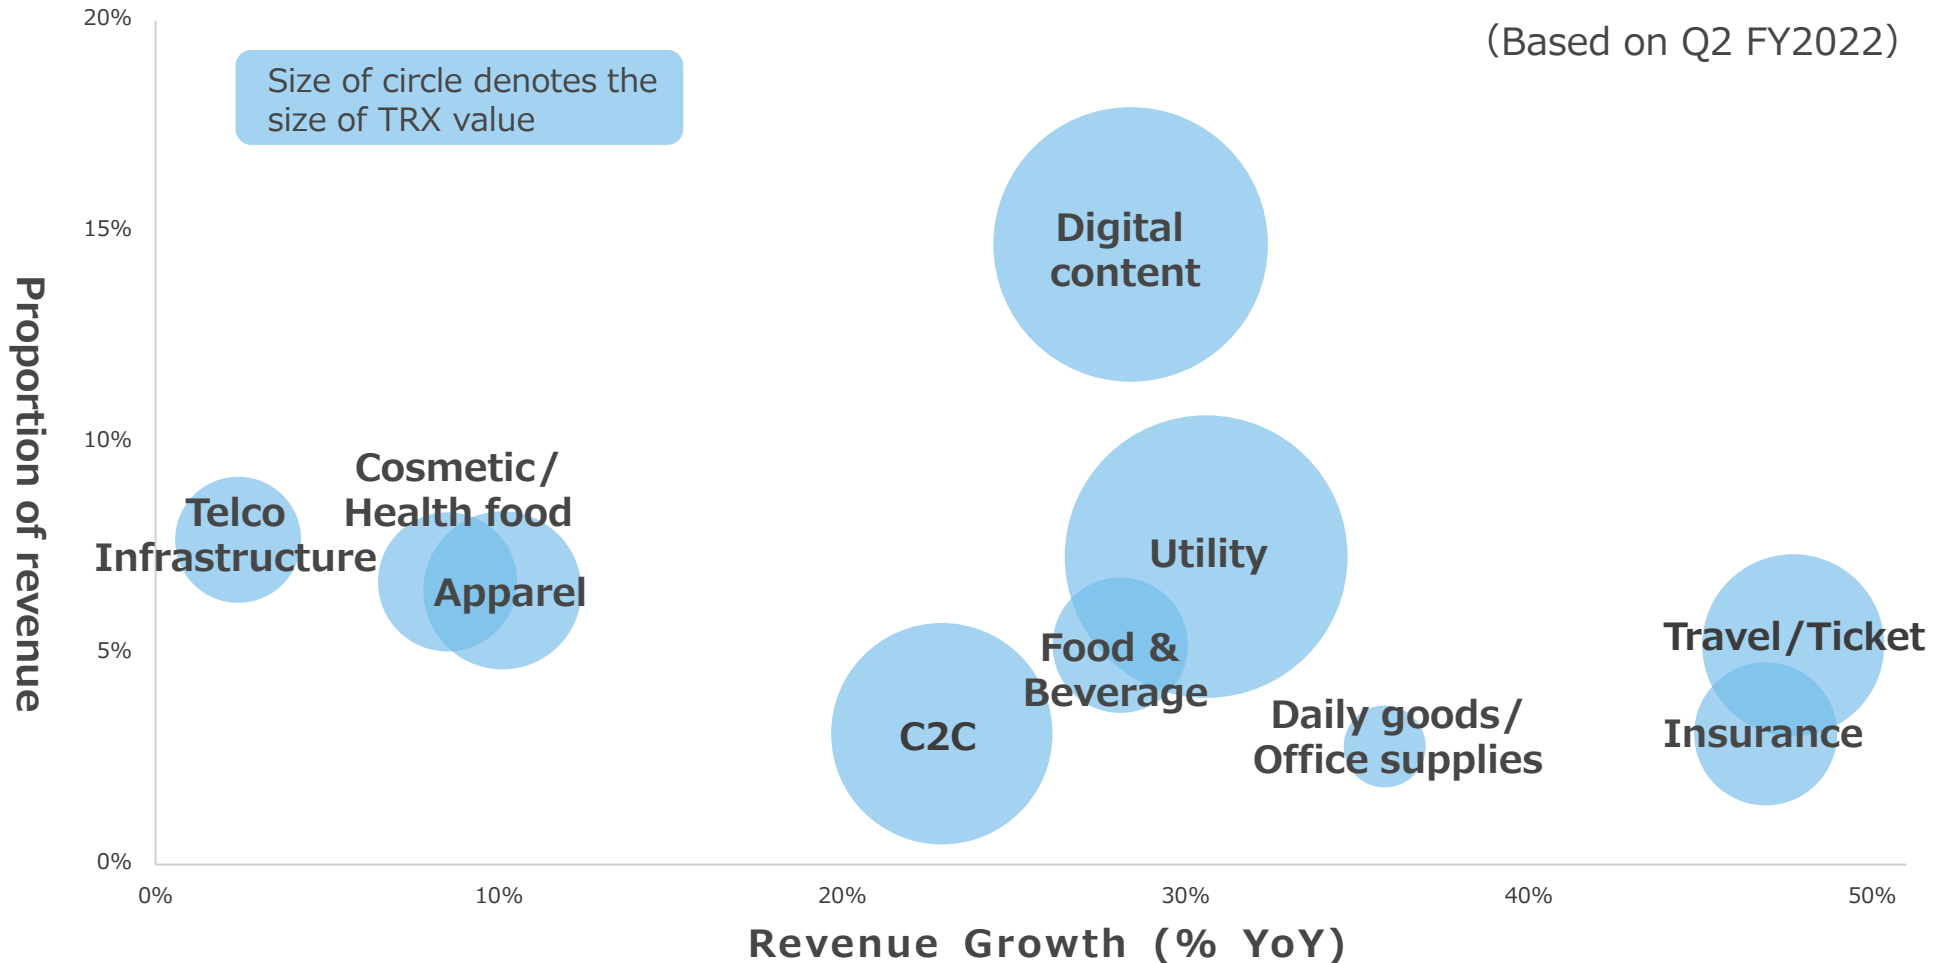 20%
(Based on Q2 FY2022)
Size of circle denotes the
size of TRX value
15%
Digital
content
10%
Cosmetic/
Health food
Telco
Infrastructure
Apparel
Utility
5%
Food &
Beverage
Travel/Ticket
C2C
Daily goods/
Office supplies
Insurance
0%
0%
10%
20%
30%
40%
50%
Proportion of revenue
Revenue Growth (% YoY)